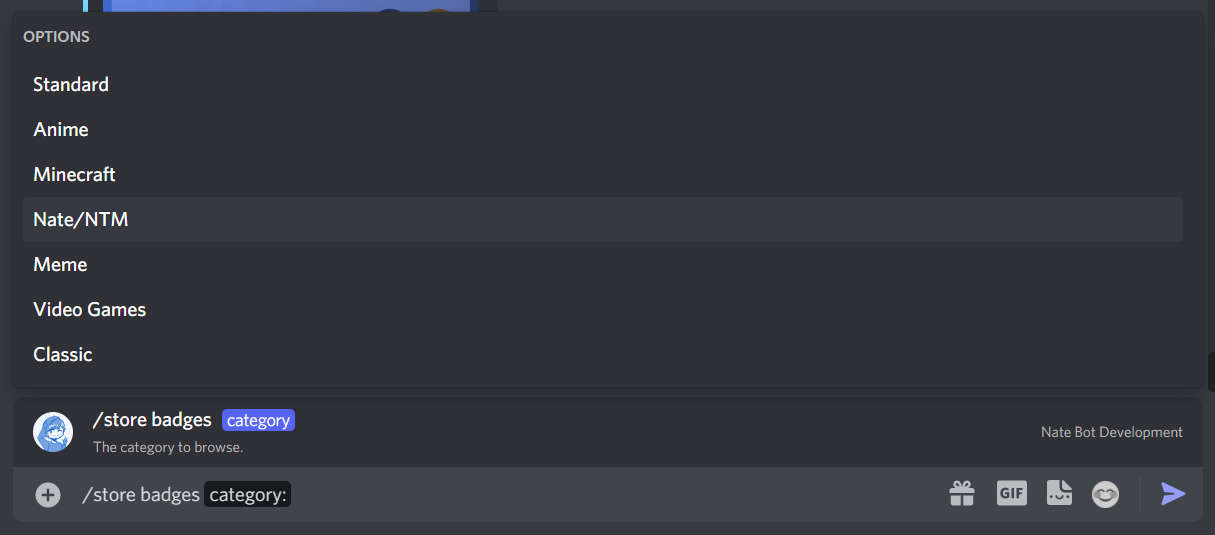 OPTIONS
Standard
Anime
Minecraft
Nate/NTM
Meme
Video Games
Classic
/store badges category
The category to browse.
Nate Bot Development
/store badges category:
GIF